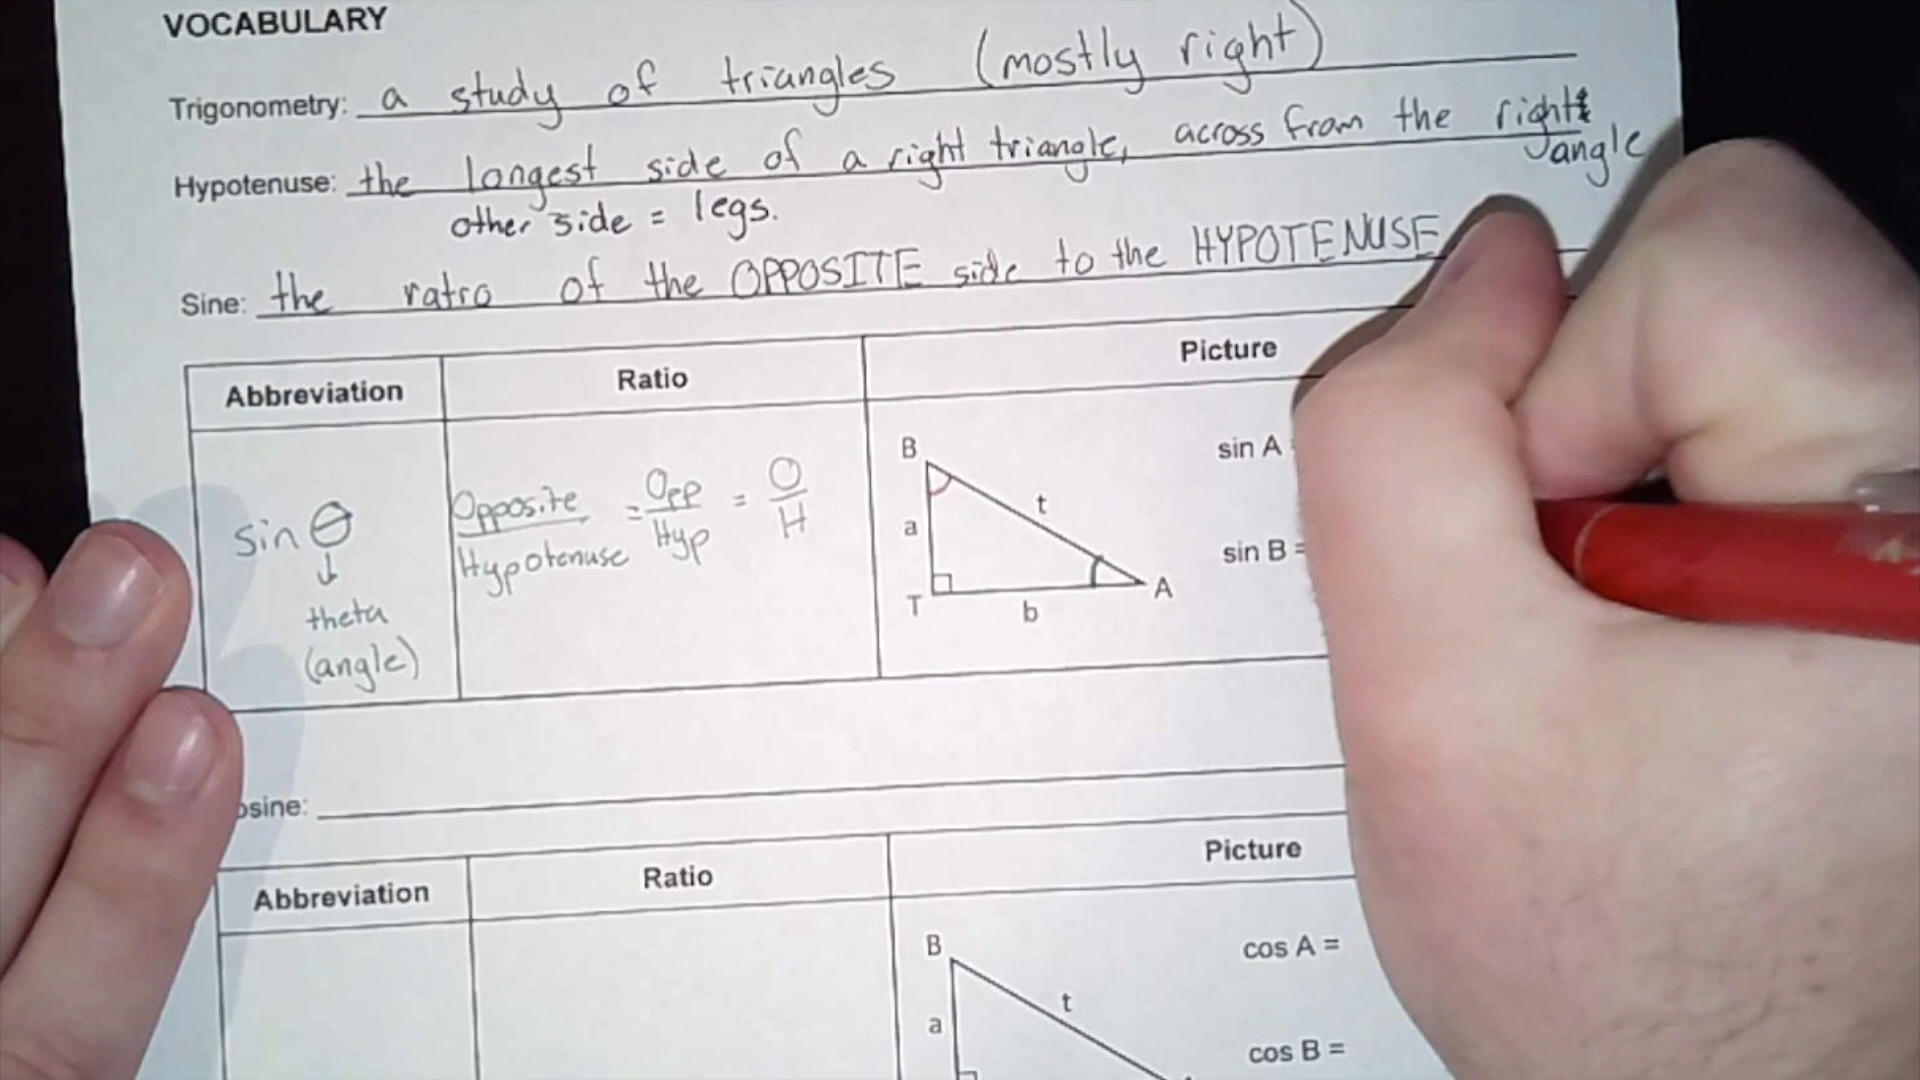 VOCABULARY
Trigonometry: a study of triangles (mostly right)
Hypotenuse: the longest side of a right triangle, across from the right
angle
other side = legs.
Sine: the ratio of the OPPOSITE side to the HYPOTENUSE
Abbreviation Ratio Picture
sin θ
theta
(angle)
Opposite = Opp = O
Hypotenuse Hyp H
B
t
a
T
b
A
sin A
sin B =
osine:
Abbreviation Ratio Picture
B
t
a
cos A =
cos B =